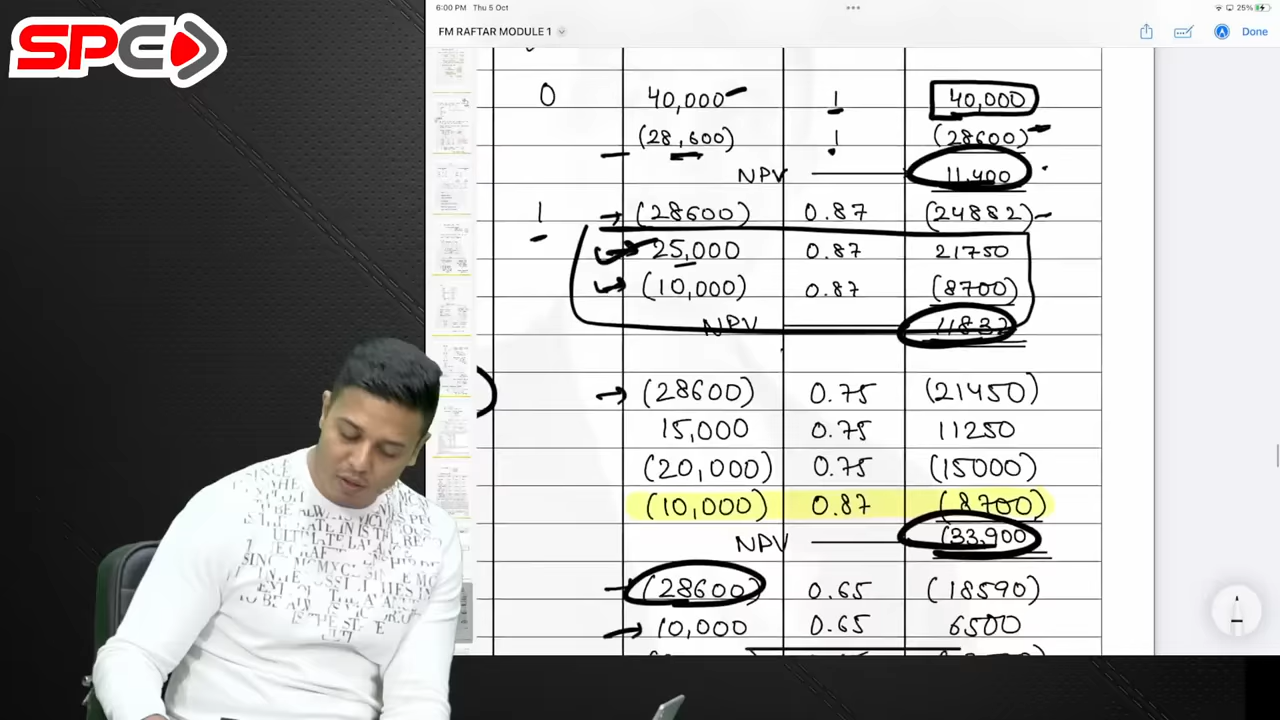 SPC
6:00 PM Thu 5 Oct
25%
FM RAFTAR MODULE 1
Done
0 40,000 1 40,000
(28,600) 1 (28600)
NPV 11,400
1 (28600) 0.87 (24882)
25,000 0.87 21750
(10,000) 0.87 (8700)
NPV 11832
(28600) 0.75 (21450)
15,000 0.75 11250
(20,000) 0.75 (15000)
(10,000) 0.87 (8700)
NPV (33,900
(28600) 0.65 (18590)
10,000 0.65 6500